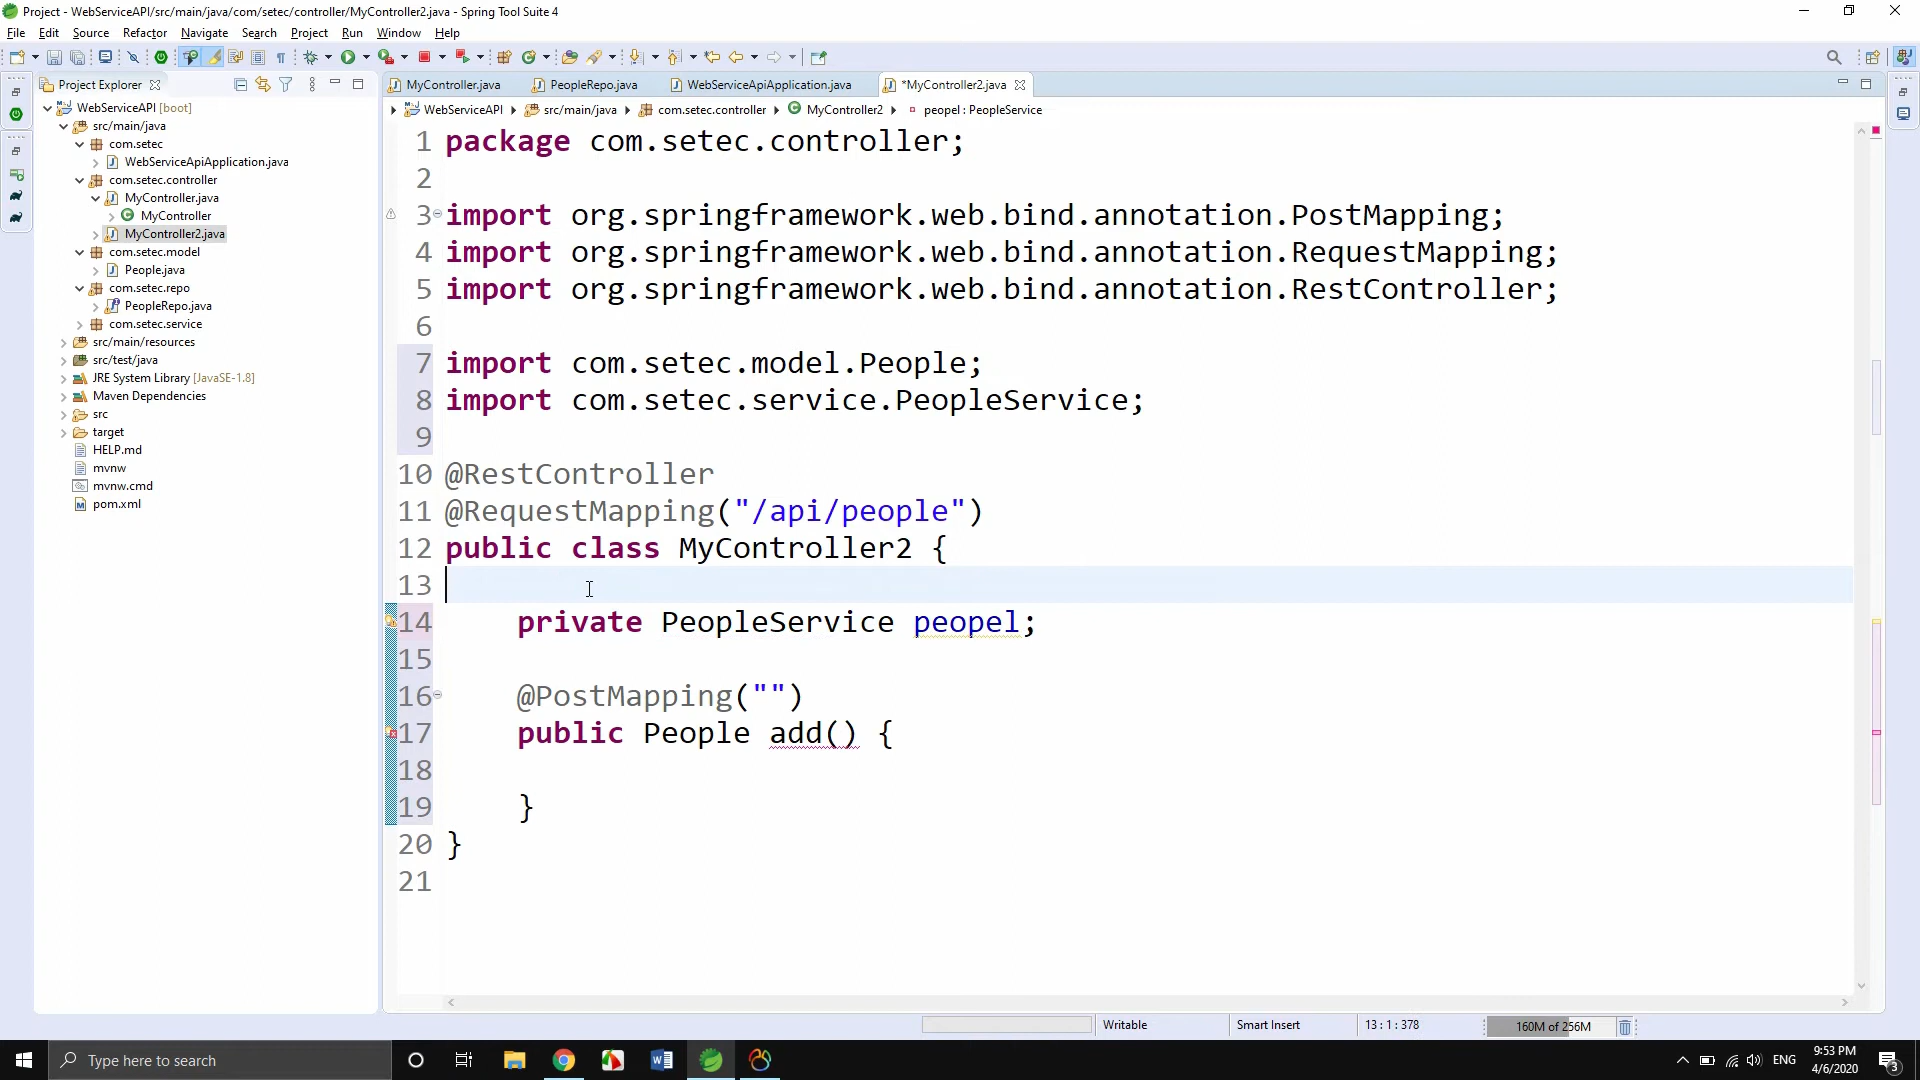 Project - WebServiceAPI/src/main/java/com/setec/controller/MyController2.java - Spring Tool Suite 4
File Edit Source Refactor Navigate Search Project Run Window Help
Project Explorer
WebServiceAPI [boot]
src/main/java
com.setec
WebServiceApiApplication.java
com.setec.controller
MyController.java
MyController
MyController2.java
com.setec.model
People.java
com.setec.repo
PeopleRepo.java
com.setec.service
src/main/resources
src/test/java
JRE System Library [JavaSE-1.8]
Maven Dependencies
src
target
HELP.md
mvnw
mvnw.cmd
pom.xml
MyController.java PeopleRepo.java WebServiceApiApplication.java *MyController2.java
WebServiceAPI src/main/java com.setec.controller MyController2 peopel : PeopleService
1 package com.setec.controller;
2
3 import org.springframework.web.bind.annotation.PostMapping;
4 import org.springframework.web.bind.annotation.RequestMapping;
5 import org.springframework.web.bind.annotation.RestController;
6
7 import com.setec.model.People;
8 import com.setec.service.PeopleService;
9
10 @RestController
11 @RequestMapping("/api/people")
12 public class MyController2 {
13
14 private PeopleService peopel;
15
16 @PostMapping("")
17 public People add() {
18
19 }
20 }
21
Writable Smart Insert 13 : 1 : 378 160M of 256M
Type here to search
ENG
9:53 PM
4/6/2020
3